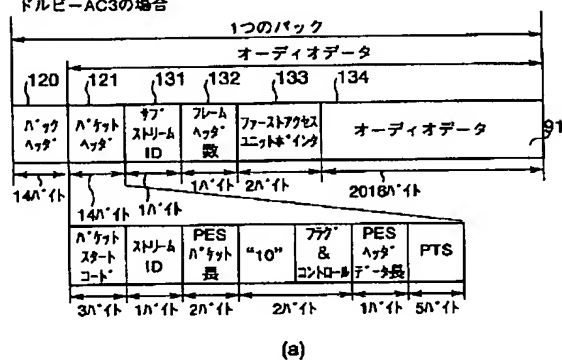 ドルビーAC3の場合
1つのパック
オーディオデータ
120 121 131 132 133 134
パック
ヘッダ
パケット
ヘッダ
サブ
ストリーム
ID
フレーム
ヘッダ
数
ファーストアクセス
ユニットポインタ
オーディオデータ
91
14バイト 14バイト 1バイト 1バイト 2バイト 2016バイト
パケット
スタート
コード
ストリーム
ID
PES
パケット
長
“10”
フラグ
&
コントロール
PES
ヘッダ
データ長
PTS
3バイト 1バイト 2バイト 2バイト 1バイト 5バイト
(a)